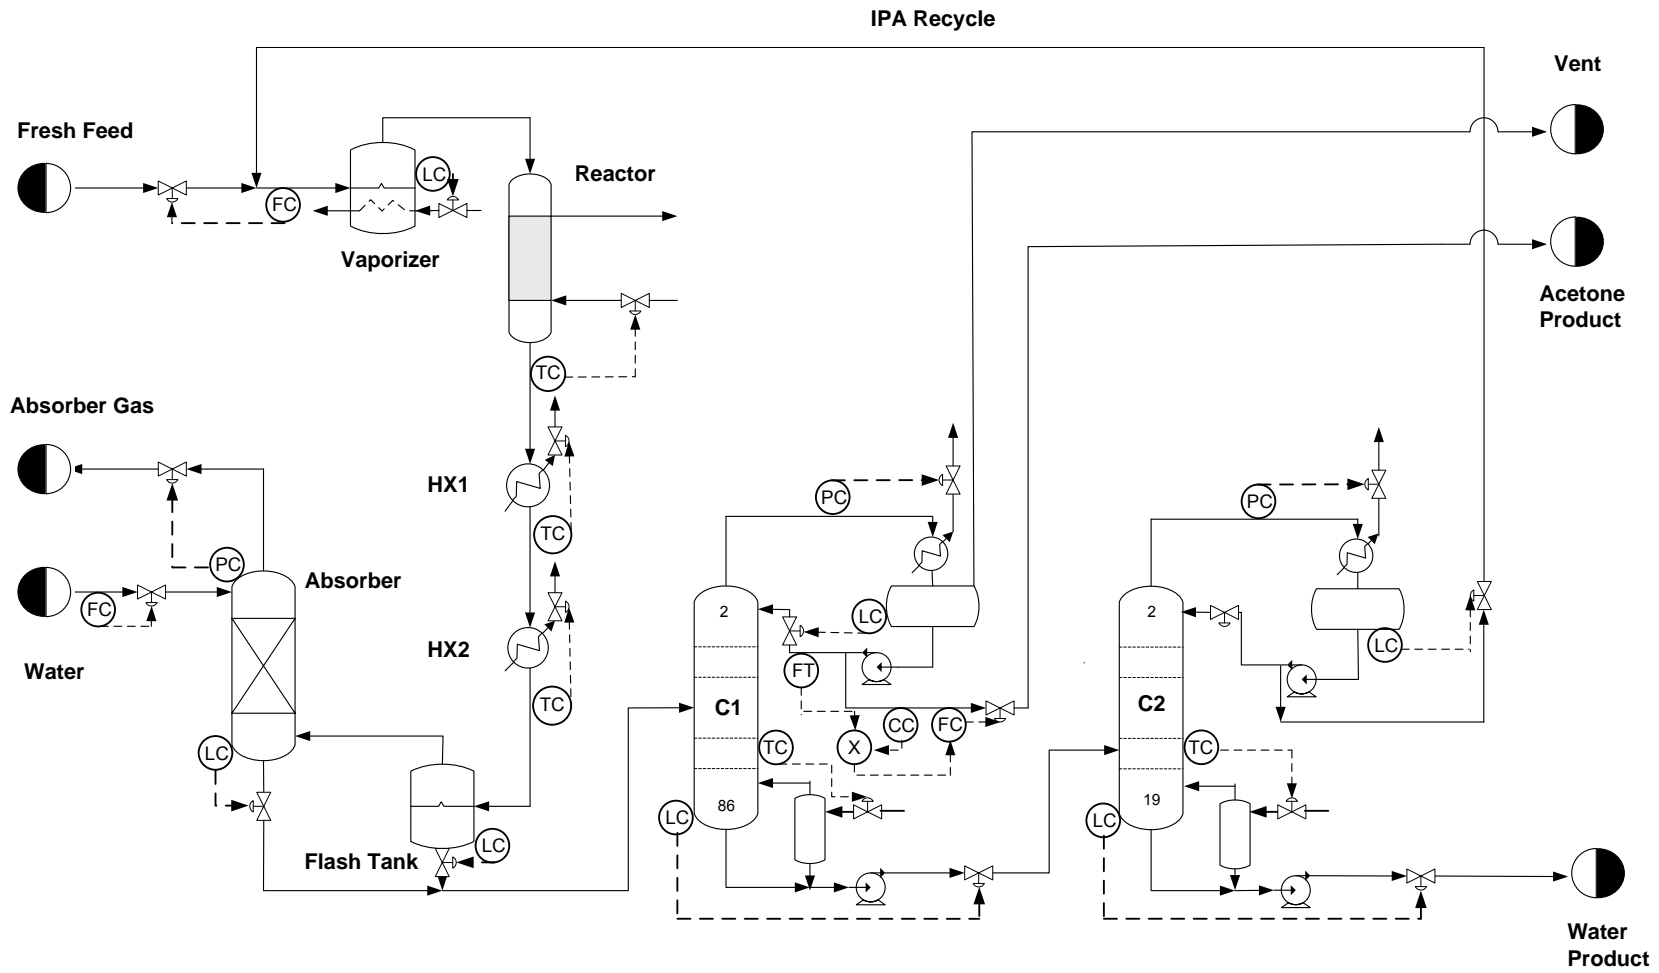 IPA Recycle
Vent
Fresh Feed
LC
Reactor
FC
Vaporizer
Acetone
Product
TC
Absorber Gas
HX1
PC
PC
TC
PC
Absorber
FC
2
LC
2
LC
Water
HX2
FT
TC
C1
CC
FC
C2
LC
TC
X
TC
86
19
LC
LC
LC
Flash Tank
Water
Product